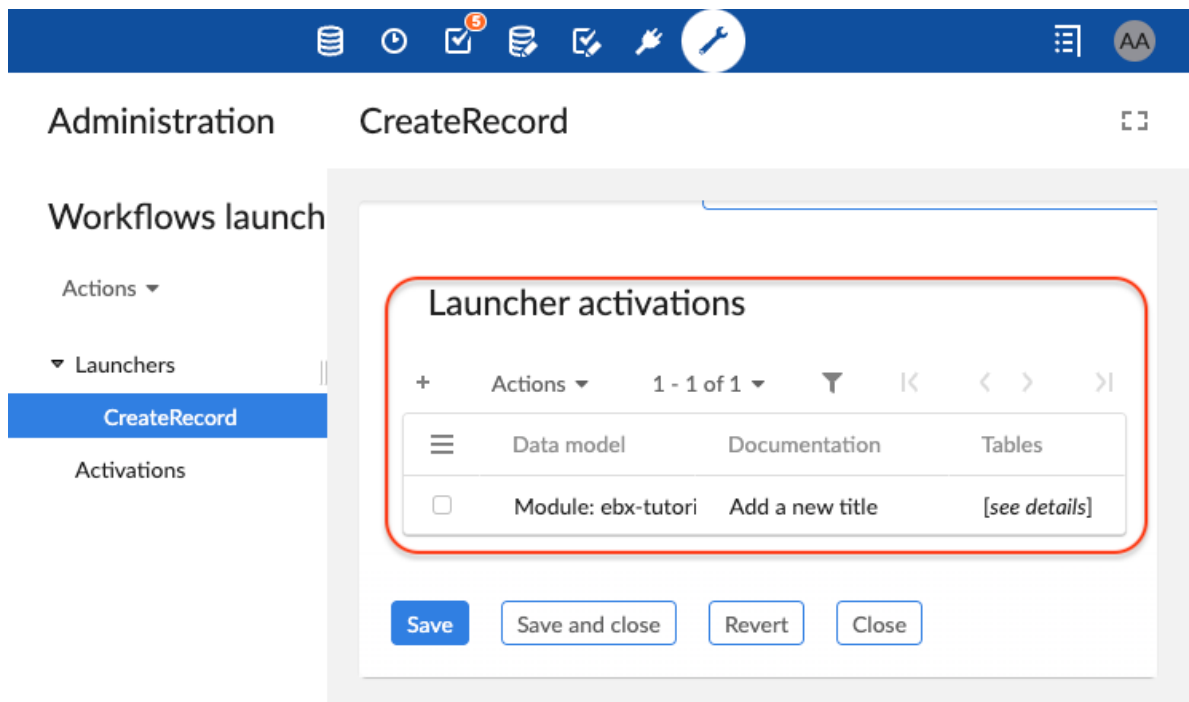 5
AA
Administration
CreateRecord
Workflows launch
Actions
Launcher activations
Launchers
Actions
1 - 1 of 1
CreateRecord
Data model
Documentation
Tables
Activations
Module: ebx-tutori
Add a new title
[see details]
Save
Save and close
Revert
Close